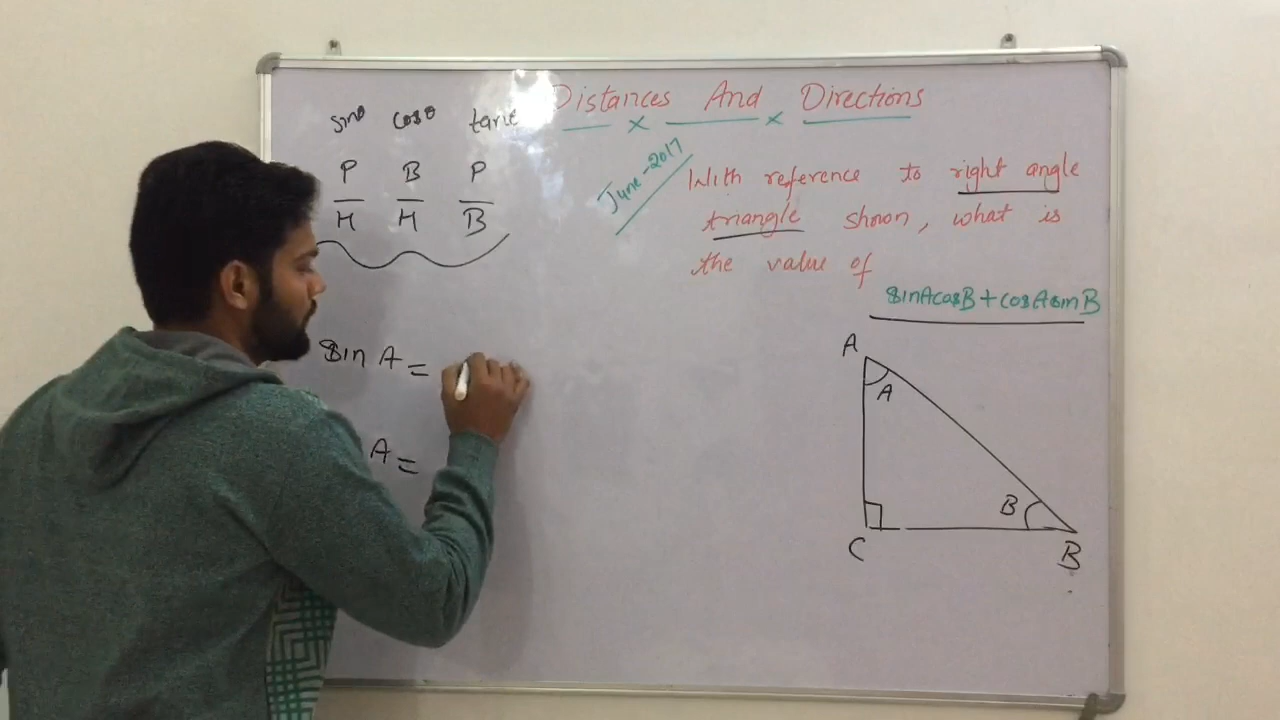 Distances And Directions
sinθ cosθ tanθ
P B P
H H B
June-2017
With reference to right angle
triangle shown, what is
the value of
sinAcosB+cosAsinB
sin A =
A =
A
A
B
C
B